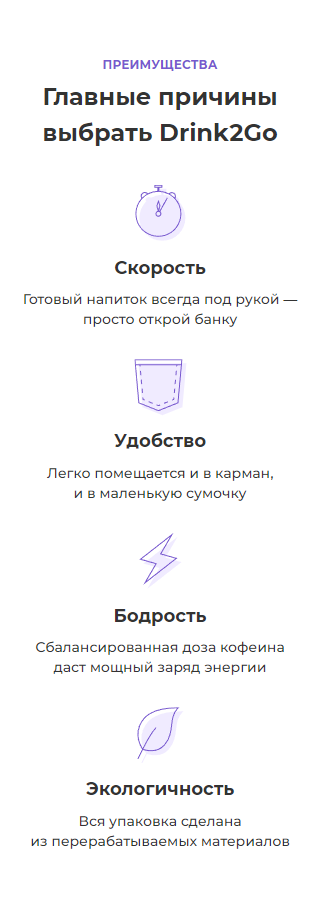 ПРЕИМУЩЕСТВА
Главные причины
выбрать Drink2Go
Скорость
Готовый напиток всегда под рукой —
просто открой банку
Удобство
Легко помещается и в карман,
и в маленькую сумочку
Бодрость
Сбалансированная доза кофеина
даст мощный заряд энергии
Экологичность
Вся упаковка сделана
из перерабатываемых материалов